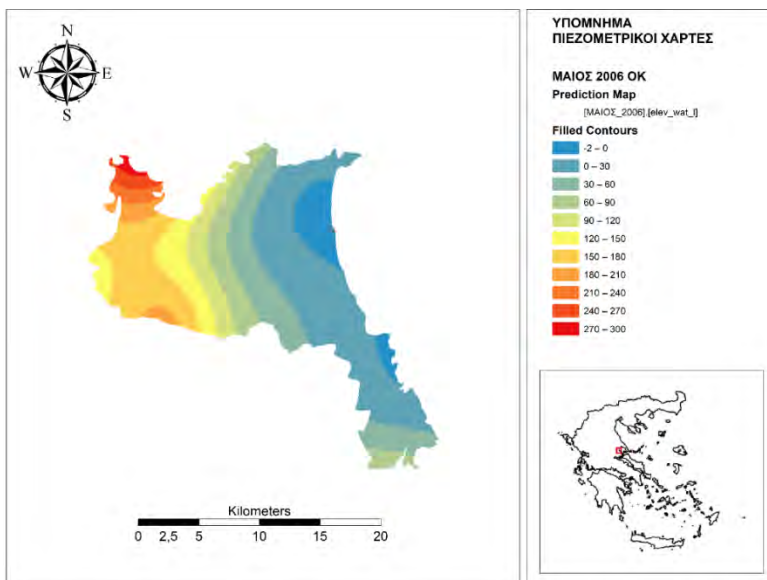 N
W E
S
Kilometers
0 2,5 5 10 15 20
ΥΠΟΜΝΗΜΑ
ΠΙΕΖΟΜΕΤΡΙΚΟΙ ΧΑΡΤΕΣ
ΜΑΙΟΣ 2006 ΟΚ
Prediction Map
[ΜΑΙΟΣ_2006].[elev_wat_l]
Filled Contours
-2 – 0
0 – 30
30 – 60
60 – 90
90 – 120
120 – 150
150 – 180
180 – 210
210 – 240
240 – 270
270 – 300